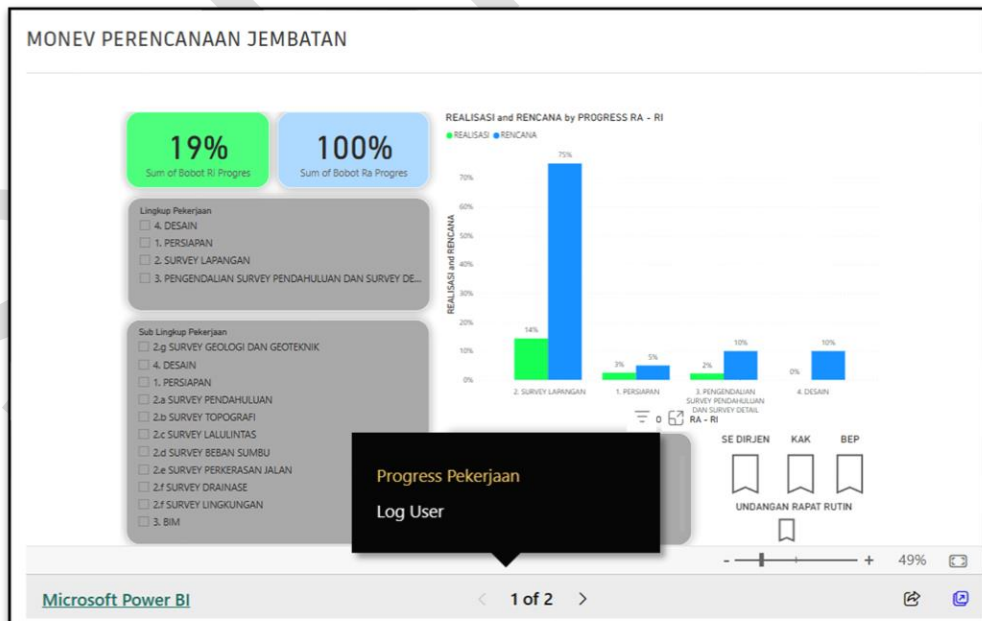 MONEV PERENCANAAN JEMBATAN
19%
Sum of Bobot Ri Progres
100%
Sum of Bobot Ra Progres
Lingkup Pekerjaan
4. DESAIN
1. PERSIAPAN
2. SURVEY LAPANGAN
3. PENGENDALIAN SURVEY PENDAHULUAN DAN SURVEY DE...
Sub Lingkup Pekerjaan
2.g SURVEY GEOLOGI DAN GEOTEKNIK
4. DESAIN
1. PERSIAPAN
2.a SURVEY PENDAHULUAN
2.b SURVEY TOPOGRAFI
2.c SURVEY LALULINTAS
2.d SURVEY BEBAN SUMBU
2.e SURVEY PERKERASAN JALAN
2.f SURVEY DRAINASE
2.f SURVEY LINGKUNGAN
3. BIM
REALISASI and RENCANA by PROGRESS RA - RI
REALISASI RENCANA
REALISASI and RENCANA
70%
60%
50%
40%
30%
20%
10%
0%
14%
75%
3%
5%
2%
10%
0%
10%
2. SURVEY LAPANGAN
1. PERSIAPAN
3. PENGENDALIAN
SURVEY PENDAHULUAN
DAN SURVEY DETAIL
4. DESAIN
RA - RI
SE DIRJEN KAK BEP
UNDANGAN RAPAT RUTIN
Progress Pekerjaan
Log User
- + 49%
Microsoft Power BI
1 of 2